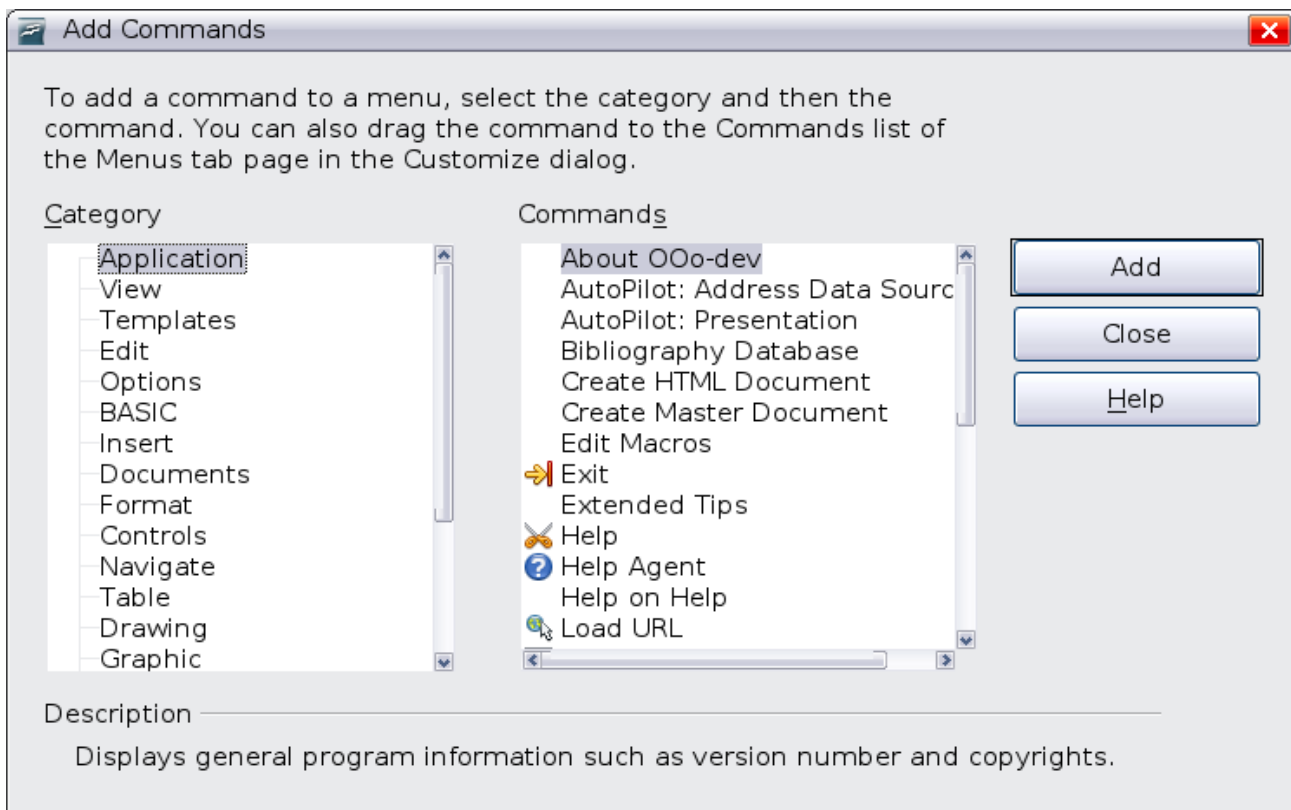 Add Commands
To add a command to a menu, select the category and then the
command. You can also drag the command to the Commands list of
the Menus tab page in the Customize dialog.
Category
Application
View
Templates
Edit
Options
BASIC
Insert
Documents
Format
Controls
Navigate
Table
Drawing
Graphic
Commands
About OOo-dev
AutoPilot: Address Data Sourc
AutoPilot: Presentation
Bibliography Database
Create HTML Document
Create Master Document
Edit Macros
Exit
Extended Tips
Help
Help Agent
Help on Help
Load URL
Add
Close
Help
Description
Displays general program information such as version number and copyrights.